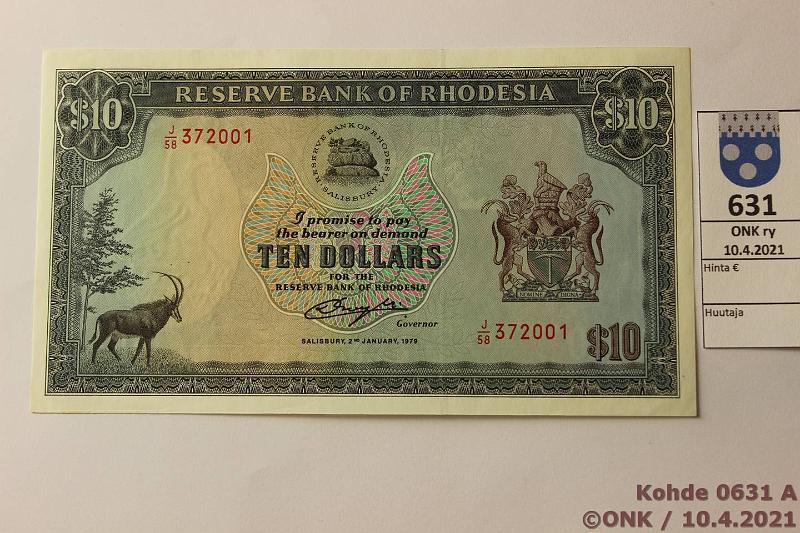 RESERVE BANK OF RHODESIA
$10
$10
J/58 372001
RESERVE BANK OF RHODESIA
SALISBURY.
I promise to pay
the bearer on demand
TEN DOLLARS
FOR THE
RESERVE BANK OF RHODESIA
Governor
SALISBURY, 2ND JANUARY, 1979
NOMINE DIGNA
J/58 372001
$10
631
ONK ry
10.4.2021
Hinta €
Huutaja
Kohde 0631 A
©ONK / 10.4.2021